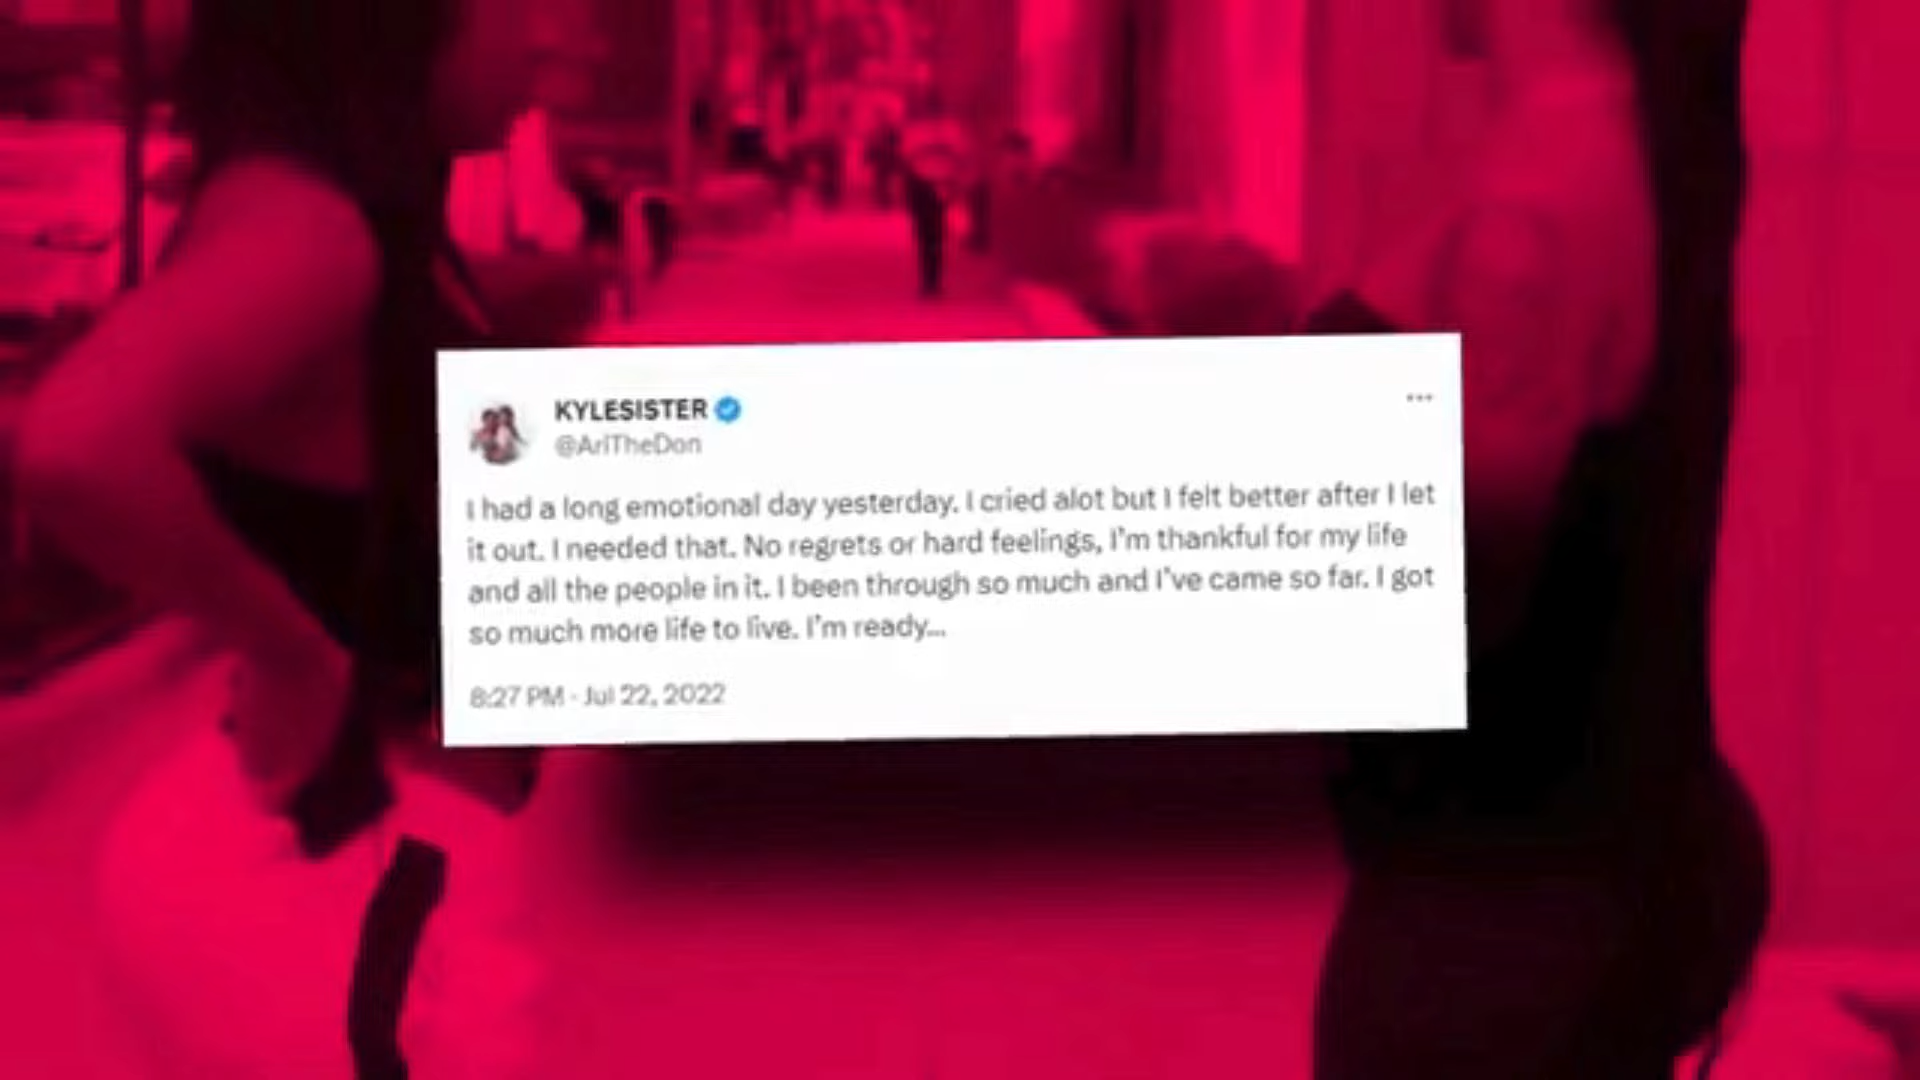 KYLESISTER
@AriTheDon
I had a long emotional day yesterday. I cried alot but I felt better after I let
it out. I needed that. No regrets or hard feelings, I'm thankful for my life
and all the people in it. I been through so much and I've came so far. I got
so much more life to live. I'm ready...
8:27 PM · Jul 22, 2022